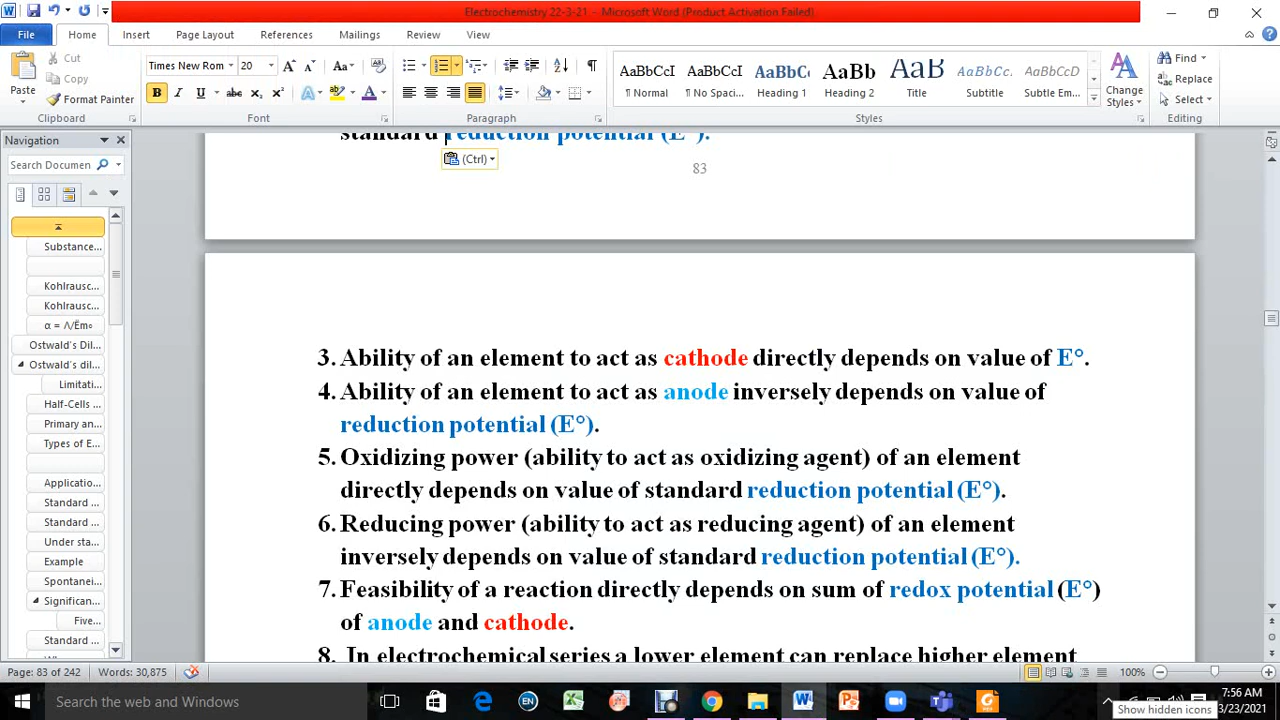 Electrochemistry 22-3-21 - Microsoft Word (Product Activation Failed)
File Home Insert Page Layout References Mailings Review View
Paste
Cut
Copy
Format Painter
Clipboard
Times New Rom 20
Font
Paragraph
AaBbCcI AaBbCcI AaBbCc AaBb AaB AaBbCcI AaBbCcD
¶ Normal ¶ No Spaci... Heading 1 Heading 2 Title Subtitle Subtle Em...
Styles
Change Styles
Find
Replace
Select
Editing
Navigation
Search Documen
Substance...
Kohlrausc...
Kohlrausc...
α = Λ/Ëm∘
Ostwald's dil...
Ostwald's dil...
Limitati...
Half-Cells
Primary an...
Types of E...
Applicatio...
Standard ...
Standard ...
Under sta...
Example
Spontanei...
Significan...
Five...
Standard ...
standard reduction potential (E°).
(Ctrl)
83
3. Ability of an element to act as cathode directly depends on value of E°.
4. Ability of an element to act as anode inversely depends on value of
reduction potential (E°).
5. Oxidizing power (ability to act as oxidizing agent) of an element
directly depends on value of standard reduction potential (E°).
6. Reducing power (ability to act as reducing agent) of an element
inversely depends on value of standard reduction potential (E°).
7. Feasibility of a reaction directly depends on sum of redox potential (E°)
of anode and cathode.
8. In electrochemical series a lower element can replace higher element
Page: 83 of 242 Words: 30,875 100%
Search the web and Windows
7:56 AM
3/23/2021
Show hidden icons